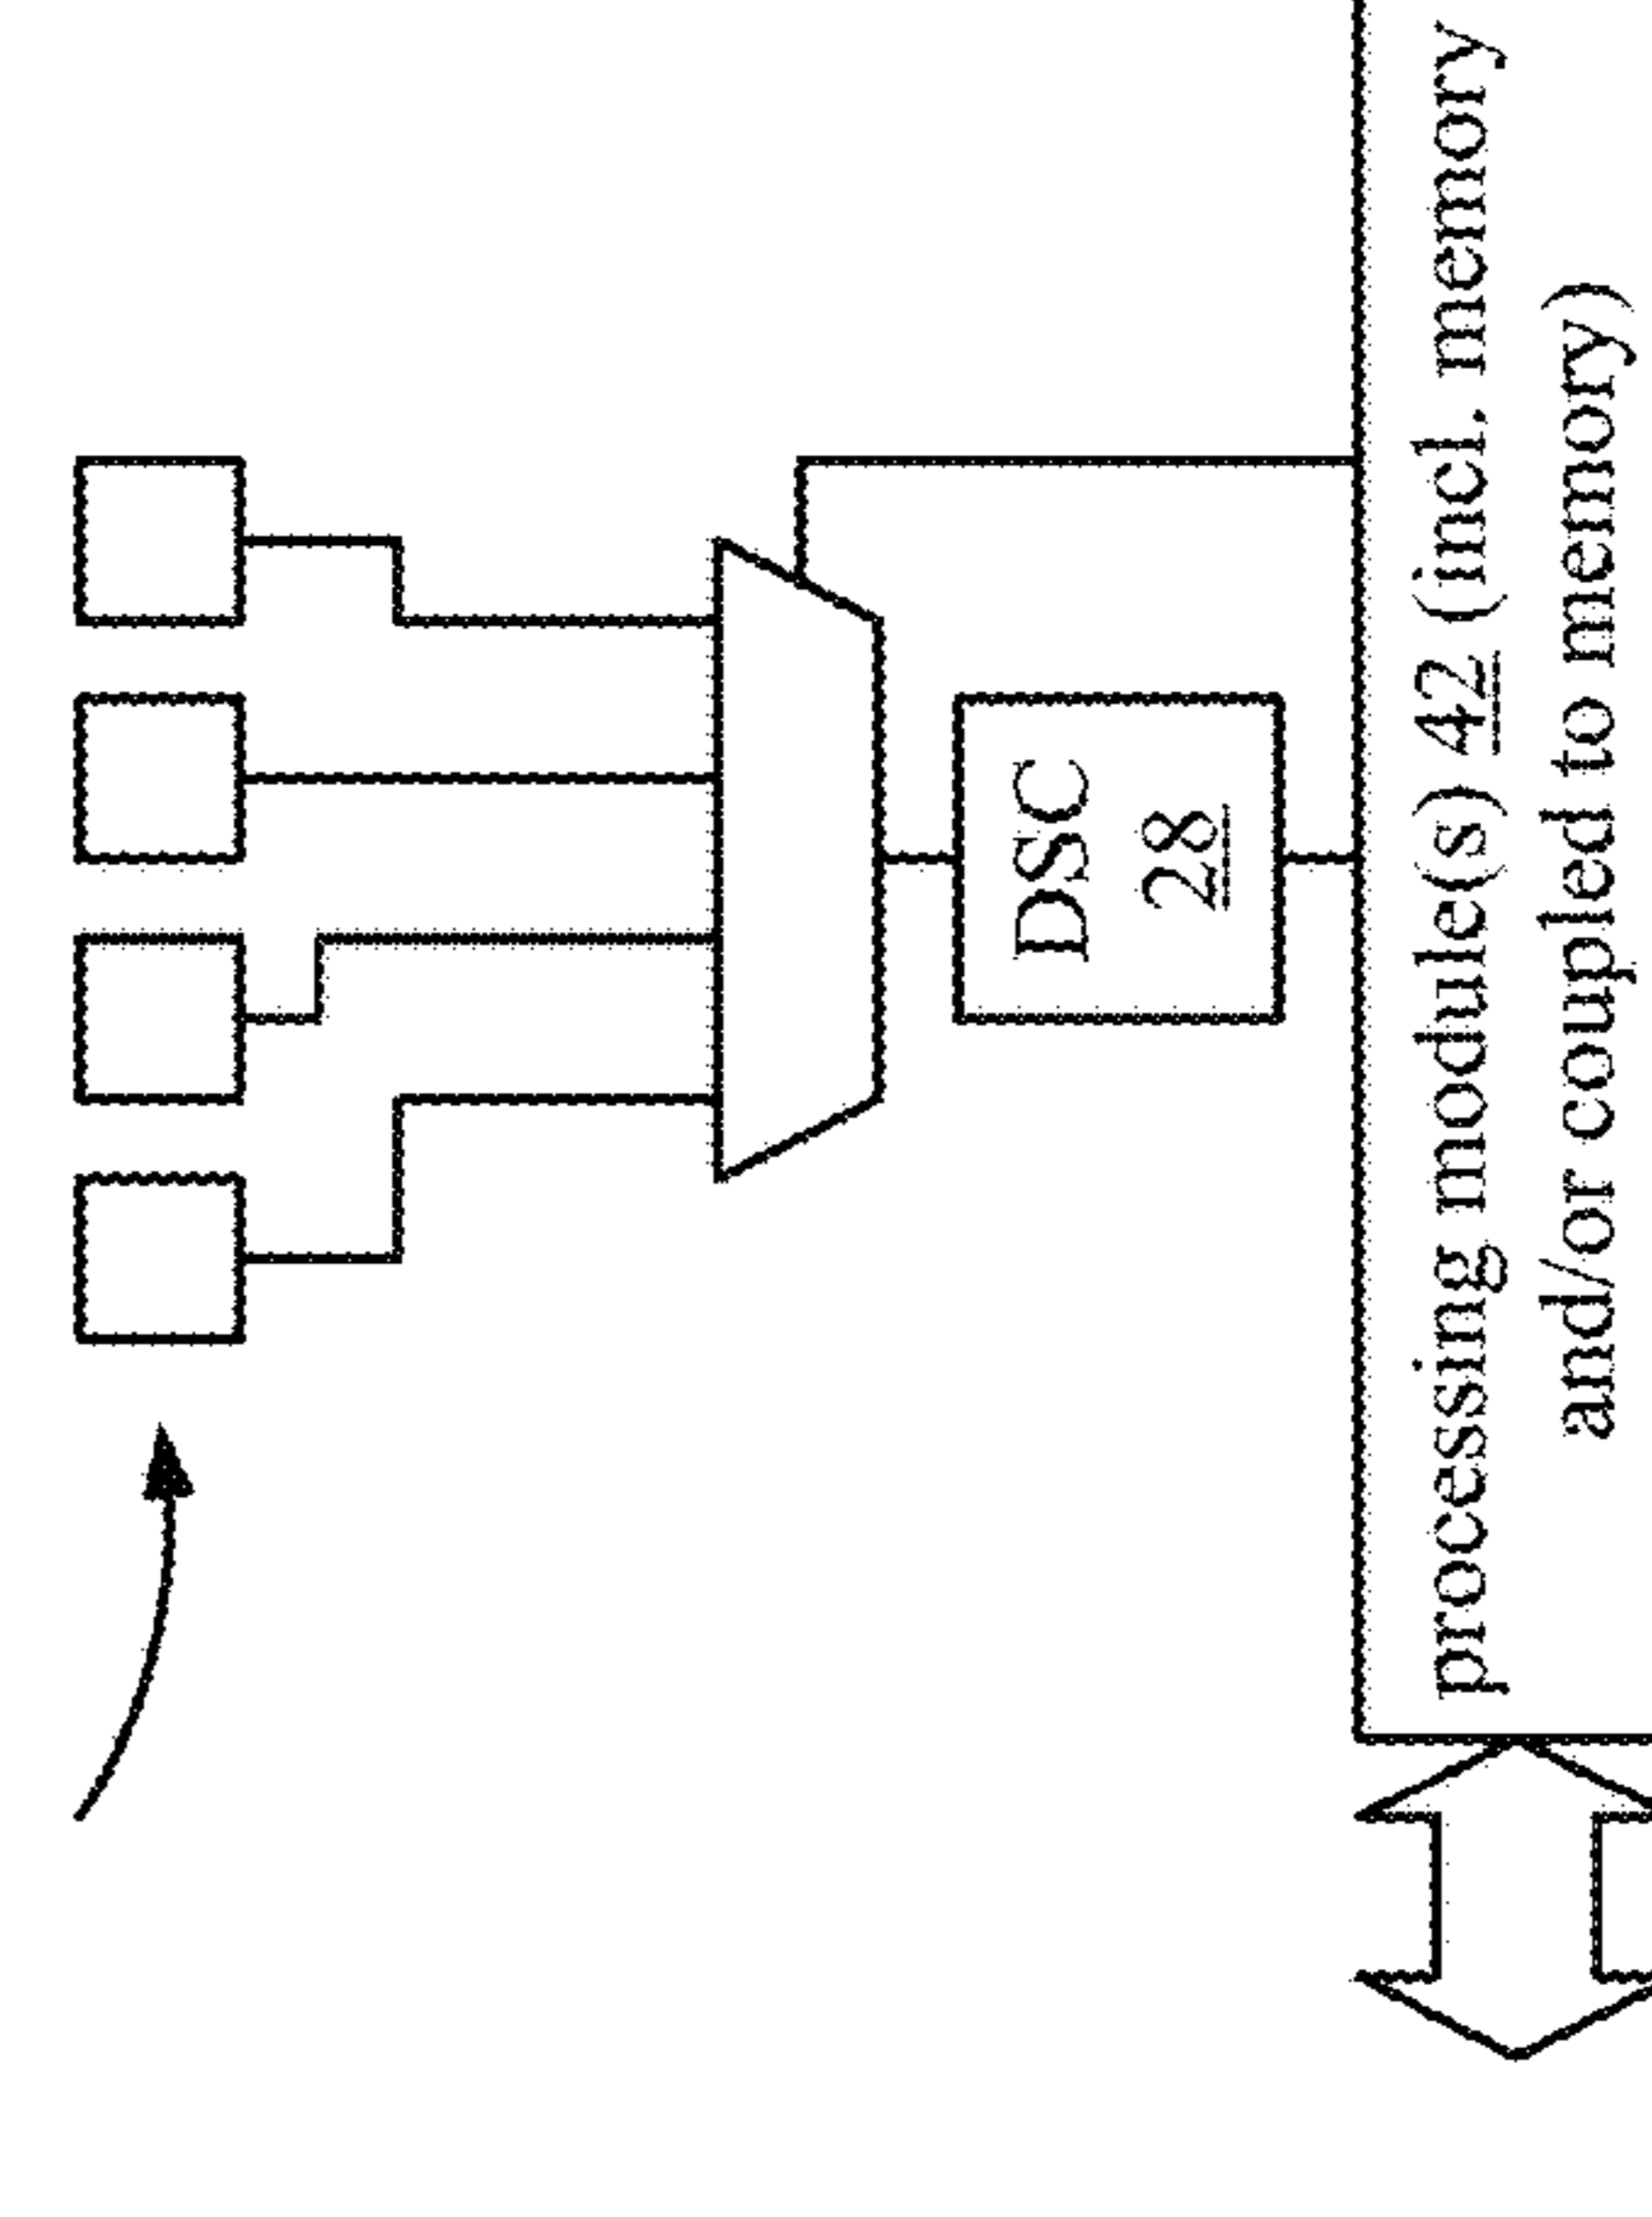 DSC
28
processing module(s) 42 (incl. memory
and/or coupled to memory)